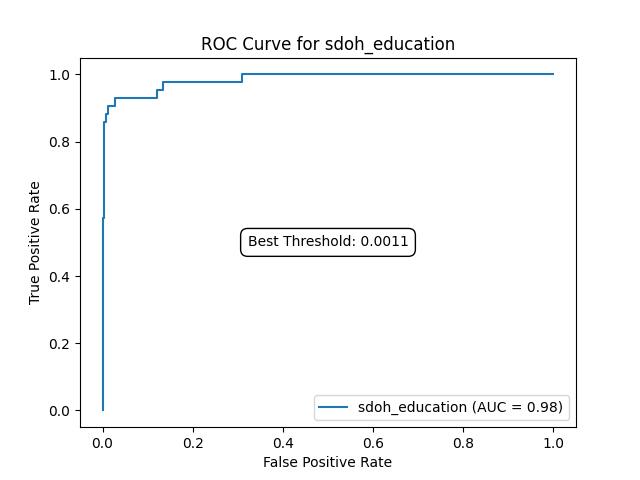 ROC Curve for sdoh_education
True Positive Rate
1.0
0.8
0.6
0.4
0.2
0.0
Best Threshold: 0.0011
sdoh_education (AUC = 0.98)
0.0 0.2 0.4 0.6 0.8 1.0
False Positive Rate